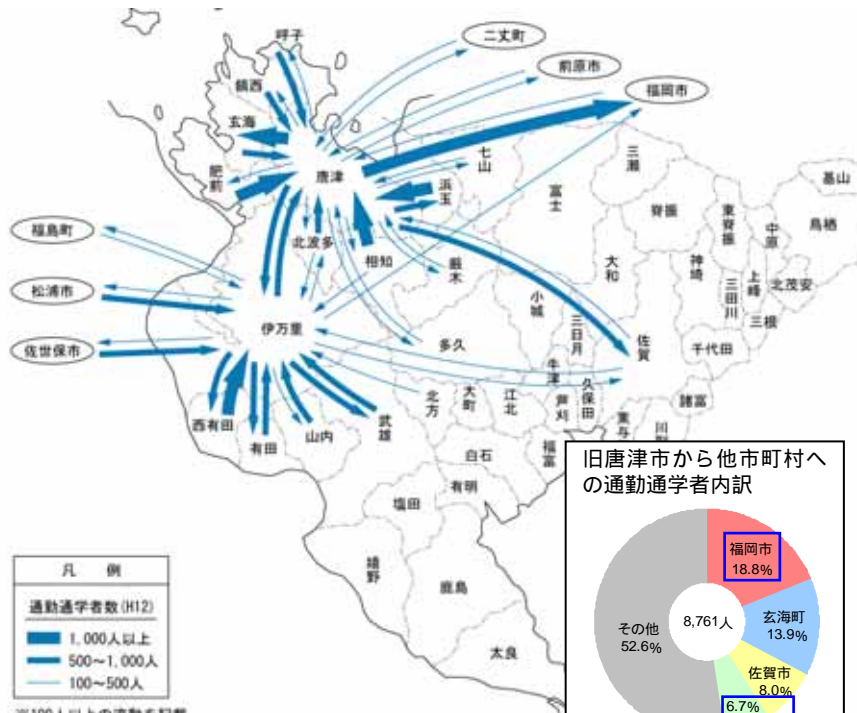 呼子
二丈町
前原市
福岡市
鎮西
玄海
肥前
唐津
七山
浜玉
三瀬
基山
富士
脊振
東脊振
中原
鳥栖
福島町
北波多
相知
厳木
大和
神埼
上峰
北茂安
三田川
三根
松浦市
伊万里
小城
三日月
佐賀
千代田
佐世保市
多久
牛津
久保田
諸富
西有田
有田
山内
武雄
北方
大町
江北
芦刈
白石
福富
有明
塩田
嬉野
鹿島
太良
凡 例
通勤通学者数(H12)
1,000人以上
500～1,000人
100～500人
旧唐津市から他市町村へ
の通勤通学者内訳
福岡市
18.8%
玄海町
13.9%
佐賀市
8.0%
6.7%
その他
52.6%
8,761人